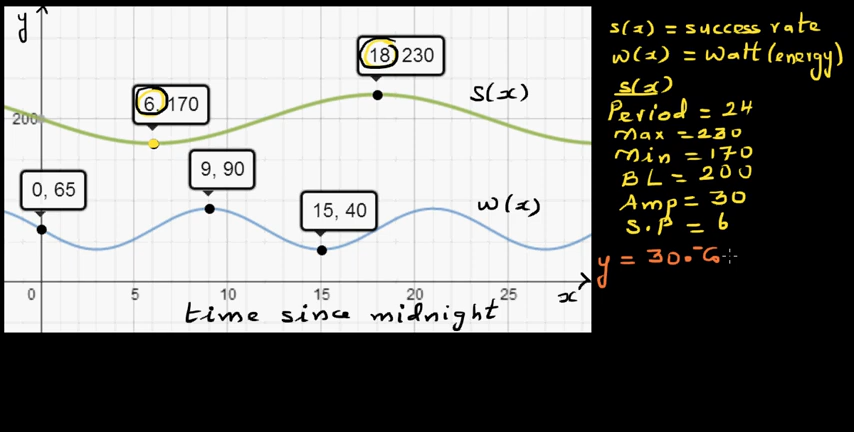 y
18, 230
6, 170
s(x)
200
9, 90
0, 65
15, 40
w(x)
0 5 10 15 20 25 x
time since midnight
s(x) = success rate
w(x) = Watt (energy)
s(x)
Period = 24
Max = 230
Min = 170
BL = 200
Amp = 30
S.P = 6
y = 30.-C